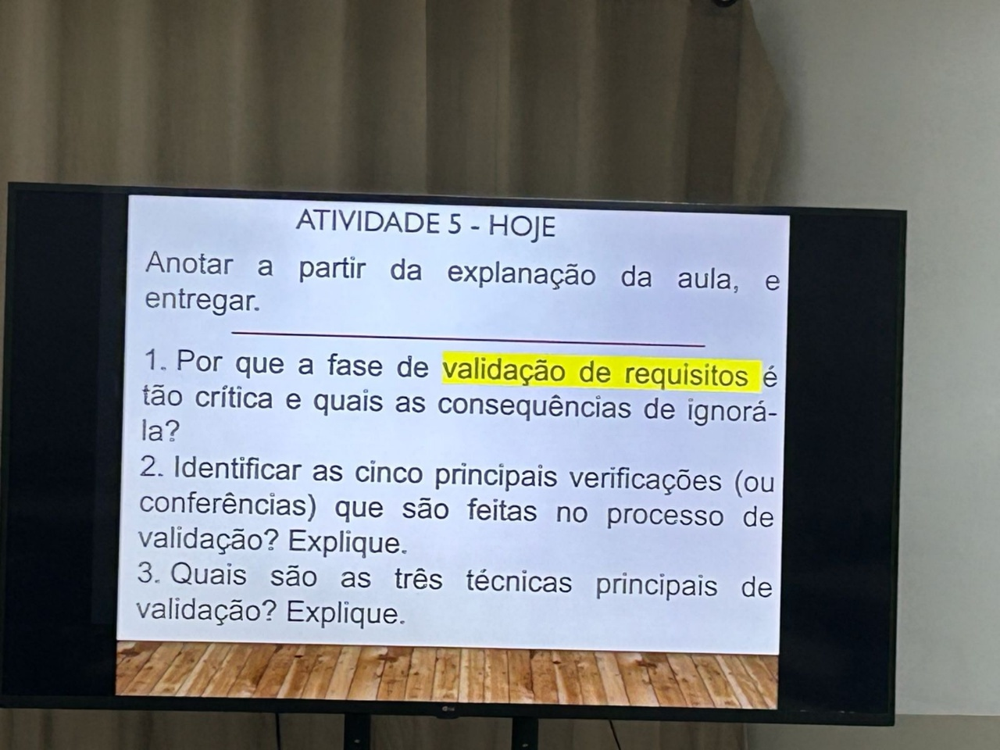 ATIVIDADE 5 - HOJE
Anotar a partir da explanação da aula, e
entregar.
1. Por que a fase de validação de requisitos é
tão crítica e quais as consequências de ignorá-
la?
2. Identificar as cinco principais verificações (ou
conferências) que são feitas no processo de
validação? Explique.
3. Quais são as três técnicas principais de
validação? Explique.
LG